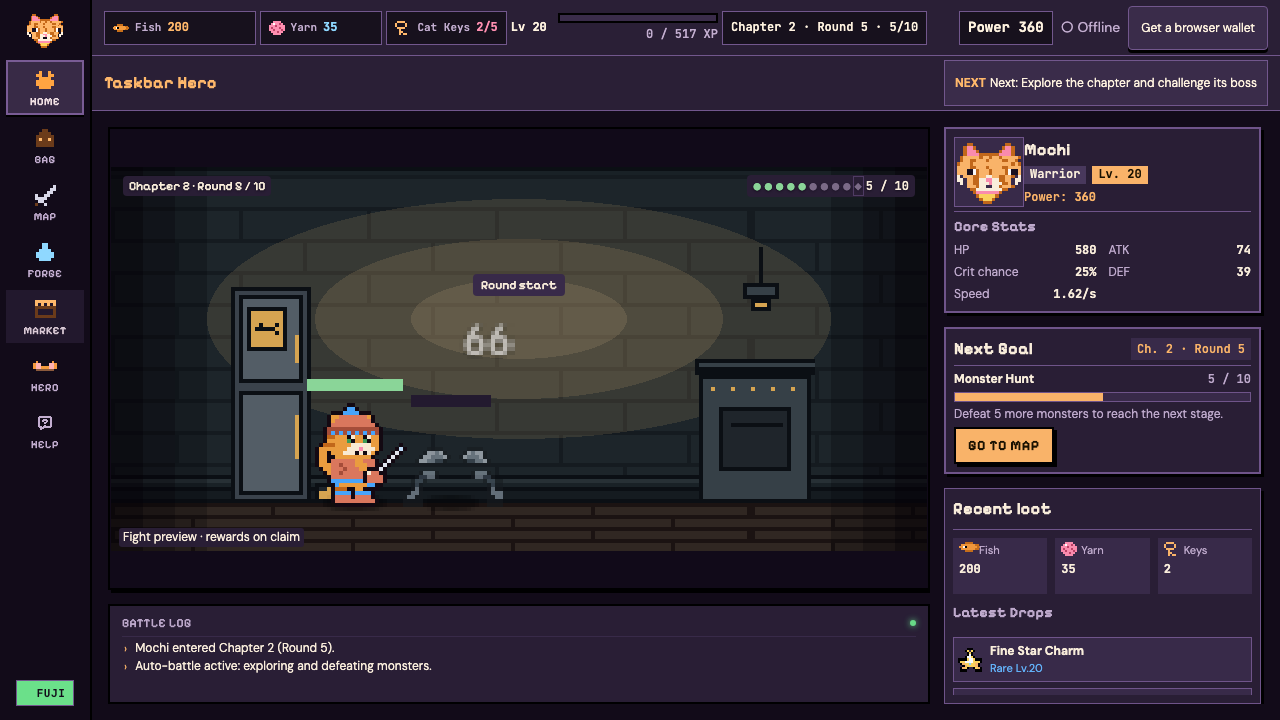 Fish 200
Yarn 35
Cat Keys 2/5
Lv 20
0 / 517 XP
Chapter 2 · Round 5 · 5/10
Power 360
Offline
Get a browser wallet
Taskbar Hero
NEXT Next: Explore the chapter and challenge its boss
HOME
BAG
MAP
FORGE
MARKET
HERO
HELP
FUJI
Chapter 2 · Round 5 / 10
5 / 10
Round start
66
Fight preview · rewards on claim
BATTLE LOG
› Mochi entered Chapter 2 (Round 5).
› Auto-battle active: exploring and defeating monsters.
Mochi
Warrior Lv. 20
Power: 360
Core Stats
HP 580 ATK 74
Crit chance 25% DEF 39
Speed 1.62/s
Next Goal
Ch. 2 · Round 5
Monster Hunt 5 / 10
Defeat 5 more monsters to reach the next stage.
GO TO MAP
Recent loot
Fish Yarn Keys
200 35 2
Latest Drops
Fine Star Charm
Rare Lv.20